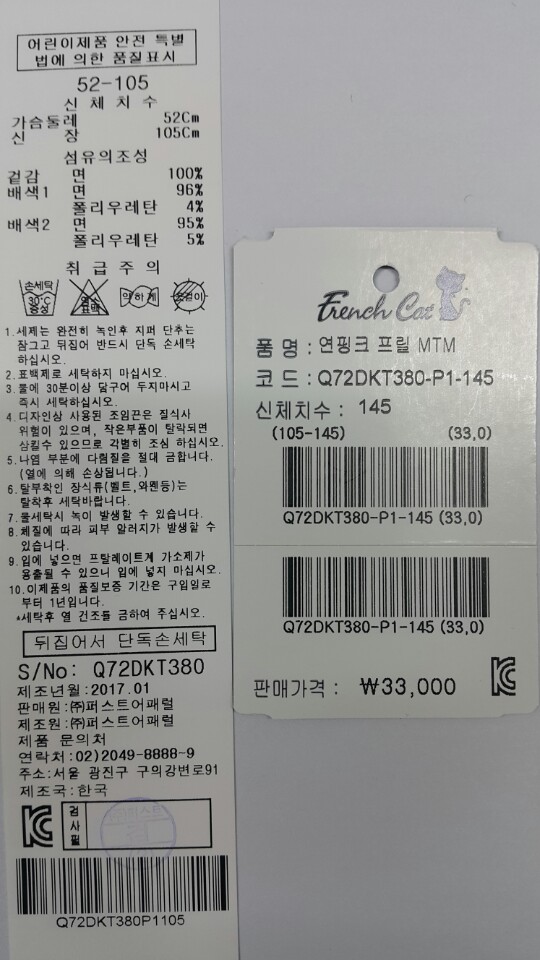 어린이제품 안전 특별
법에 의한 품질표시
52-105
신 체 치 수
가슴둘레 52Cm
신 장 105Cm
섬유의조성
겉감 면 100%
배색1 면 96%
폴리우레탄 4%
배색2 면 95%
폴리우레탄 5%
취 급 주 의
손세탁
30℃
중성
염소
표백
약하게
1.세제는 완전히 녹인후 지퍼 단추는
잠그고 뒤집어 반드시 단독 손세탁
하십시오.
2.표백제로 세탁하지 마십시오.
3.물에 30분이상 담구어 두지마시고
즉시 세탁하십시오.
4.디자인상 사용된 조임끈은 질식사
위험이 있으며, 작은부품이 탈락되면
삼킬수 있으므로 각별히 조심 하십시오.
5.나염 부분에 다림질을 절대 금합니다.
(열에 의해 손상됩니다.)
6.탈부착인 장식류(벨트,와펜등)는
탈착후 세탁바랍니다.
7.물세탁시 녹이 발생할 수 있습니다.
8.체질에 따라 피부 알러지가 발생할 수
있습니다.
9.입에 넣으면 프탈레이트계 가소제가
용출될 수 있으니 입에 넣지 마십시오.
10.이제품의 품질보증 기간은 구입일로
부터 1년입니다.
*세탁후 열 건조를 금하여 주십시오.
뒤집어서 단독손세탁
S/No: Q72DKT380
제조년월:2017.01
판매원:㈜퍼스트어패럴
제조원:㈜퍼스트어패럴
제품 문의처
연락처:02)2049-8888~9
주소:서울 광진구 구의강변로91
제조국:한국
KC
검
사
필
Q72DKT380P1105
French Cat
품 명 : 연핑크 프릴 MTM
코 드 : Q72DKT380-P1-145
신체치수 : 145
(105-145) (33,0)
Q72DKT380-P1-145 (33,0)
Q72DKT380-P1-145 (33,0)
판매가격 : ₩33,000
KC